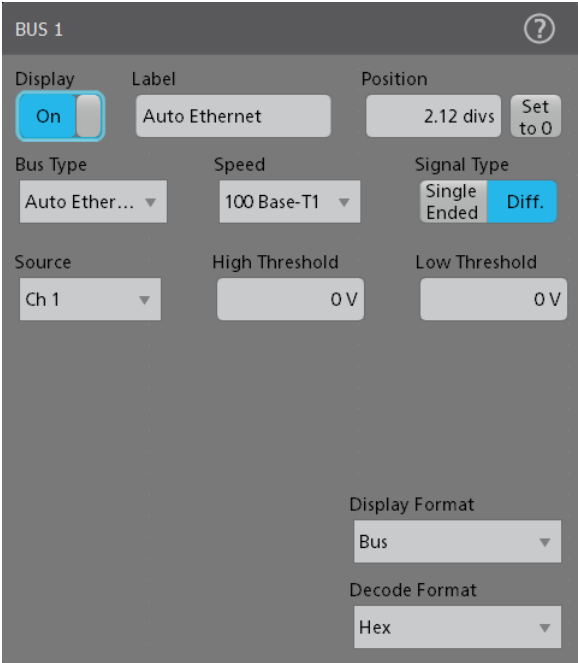 BUS 1 ?
Display Label Position
On Auto Ethernet 2.12 divs Set
to 0
Bus Type Speed Signal Type
Auto Ether... 100 Base-T1 Single
Ended Diff.
Source High Threshold Low Threshold
Ch 1 0 V 0 V
Display Format
Bus
Decode Format
Hex